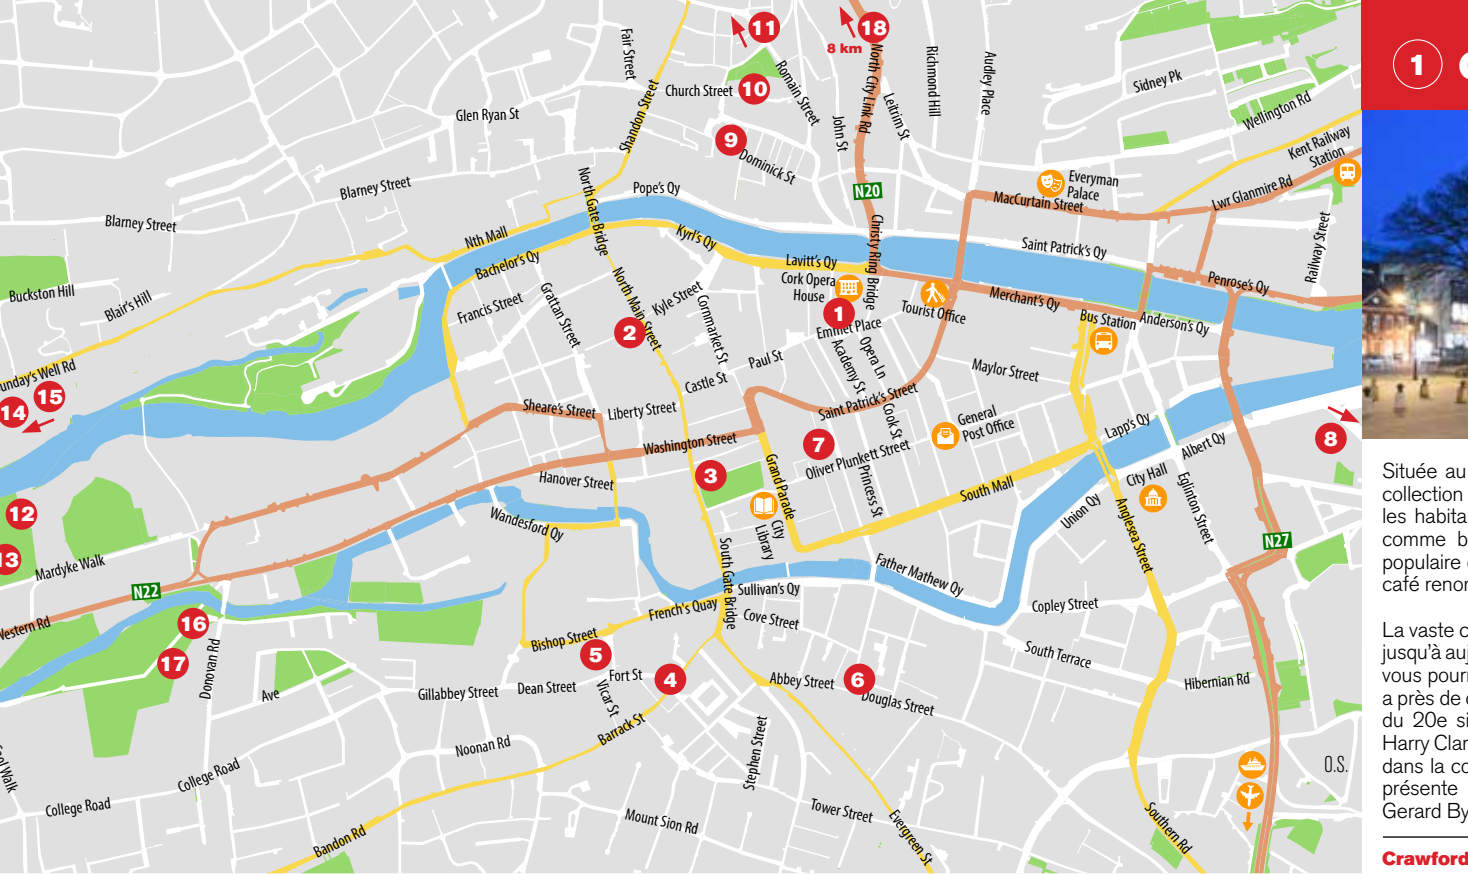 11
18
8 km
Fair Street
Shandon Street
Church Street
10
Romain Street
North City Link Rd
Leitrim St
Richmond Hill
Audley Place
John St
Sidney Pk
Wellington Rd
Kent Railway
Station
Glen Ryan St
9
Dominick St
Blarney Street
Blarney Street
North Gate Bridge
Pope's Qy
N20
Everyman
Palace
MacCurtain Street
Lwr Glanmire Rd
Railway Street
Nth Mall
Bachelor's Qy
Kyrl's Qy
Lavitt's Qy
Christy Ring Bridge
Saint Patrick's Qy
Penrose's Qy
Buckston Hill
Blair's Hill
Francis Street
Grattan Street
North Main Street
Kyle Street
Cornmarket St
Cork Opera
House
1
Emmet Place
Tourist Office
Merchant's Qy
Bus Station
Anderson's Qy
2
Paul St
Academy St
Opera Ln
Castle St
Maylor Street
unday's Well Rd
15
14
Sheare's Street
Liberty Street
Saint Patrick's Street
Cook St
General
Post Office
Lapp's Qy
Albert Qy
8
Washington Street
7
Oliver Plunkett Street
Princess St
3
Grand Parade
City
Library
South Mall
Hanover Street
Wandesford Qy
Union Qy
City Hall
Eglinton Street
Anglesea Street
N27
12
13
Mardyke Walk
N22
Western Rd
South Gate Bridge
Sullivan's Qy
Father Mathew Qy
French's Quay
Cove Street
Copley Street
Bishop Street
16
17
Donovan Rd
5
Fort St
4
Vicar St
Barrack St
Abbey Street
6
Douglas Street
South Terrace
Hibernian Rd
Ave
Gillabbey Street
Dean Street
Noonan Rd
Stephen Street
College Road
College Road
Bandon Rd
Mount Sion Rd
Tower Street
Evergreen St
Southern Rd
O.S.
1
Située au
collection
les habita
comme b
populaire
café renor
La vaste c
jusqu'à auj
vous pourr
a près de
du 20e si
Harry Clar
dans la co
présente
Gerard By
Crawford